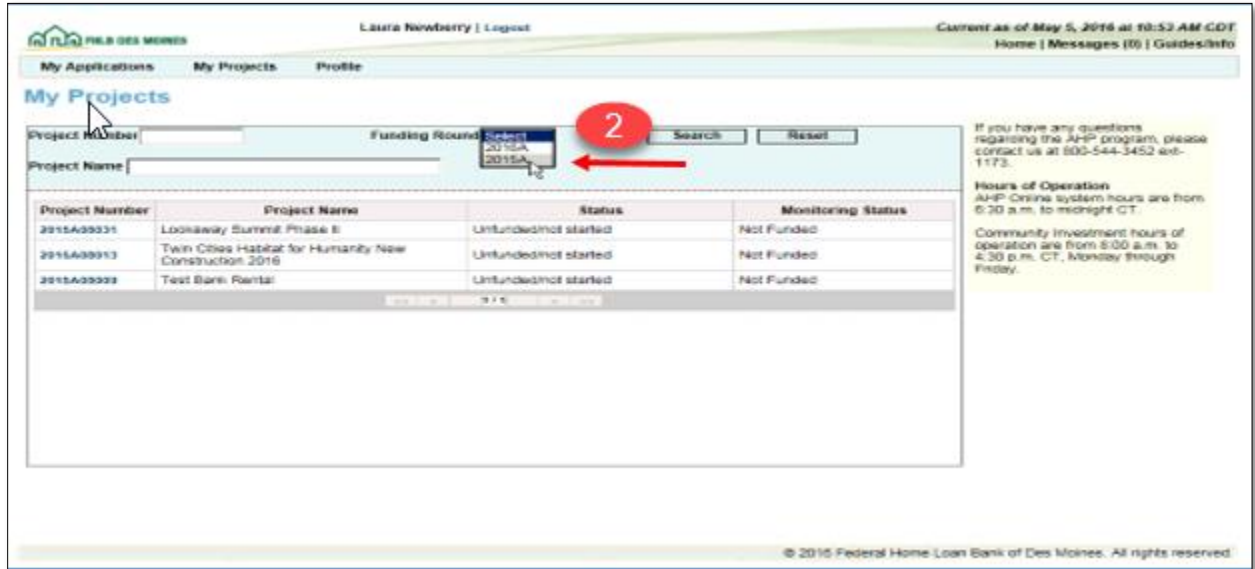 FHLB DES MOINES
Laura Newberry | Logout
Current as of May 5, 2016 at 10:53 AM CDT
Home | Messages (0) | Guides/Info
My Applications My Projects Profile
My Projects
Project Number Funding Round Select 2 Search Reset
2016A
2015A
Project Name
Project Number Project Name Status Monitoring Status
2015A00031 Lookaway Summit Phase II Unfunded/not started Not Funded
2015A00013 Twin Cities Habitat for Humanity New Construction 2016 Unfunded/not started Not Funded
Test Bank Rental Unfunded/not started Not Funded
If you have any questions
regarding the AHP program, please
contact us at 800-544-3452 ext-
1173.
Hours of Operation
AHP Online system hours are from
6:30 a.m. to midnight CT.
Community Investment hours of
operation are from 8:00 a.m. to
4:30 p.m. CT, Monday through
Friday.
© 2016 Federal Home Loan Bank of Des Moines. All rights reserved.